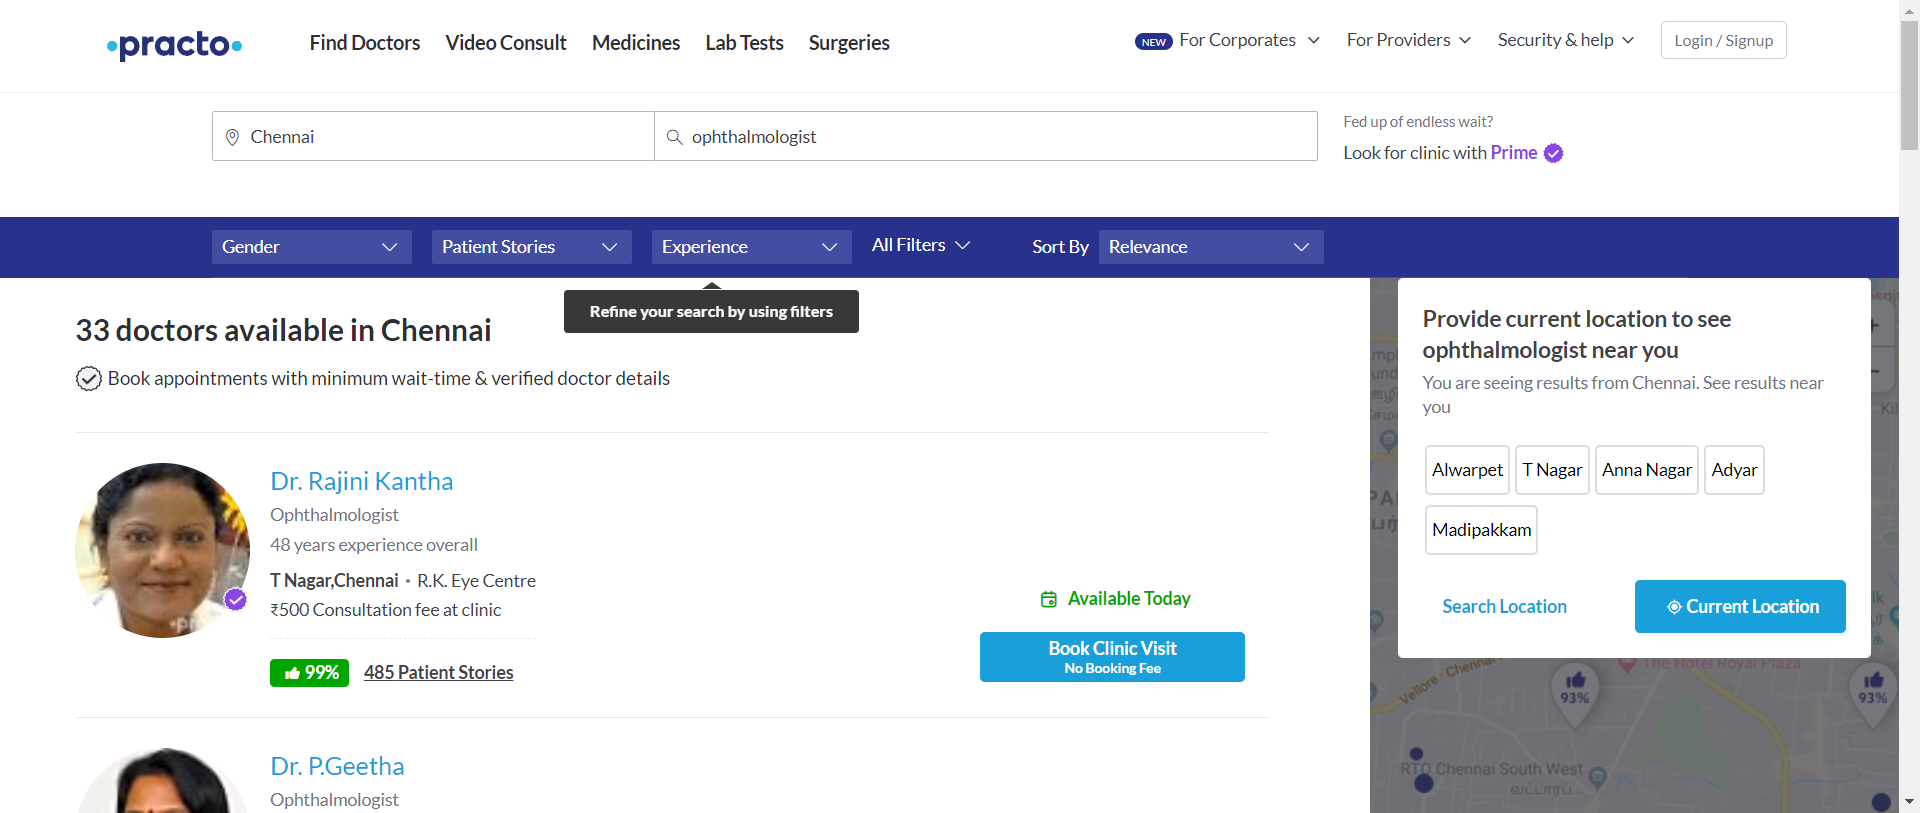 practo
Find Doctors
Video Consult
Medicines
Lab Tests
Surgeries
NEW For Corporates
For Providers
Security & help
Login / Signup
Chennai
ophthalmologist
Fed up of endless wait?
Look for clinic with Prime
Gender
Patient Stories
Experience
All Filters
Sort By
Relevance
Refine your search by using filters
33 doctors available in Chennai
Book appointments with minimum wait-time & verified doctor details
Dr. Rajini Kantha
Ophthalmologist
48 years experience overall
T Nagar,Chennai • R.K. Eye Centre
₹500 Consultation fee at clinic
99%
485 Patient Stories
Available Today
Book Clinic Visit
No Booking Fee
Dr. P.Geetha
Ophthalmologist
Provide current location to see
ophthalmologist near you
You are seeing results from Chennai. See results near
you
Alwarpet
T Nagar
Anna Nagar
Adyar
Madipakkam
Search Location
Current Location
The Hotel Royal Plaza
Vellore - Chennai
93%
93%
RTO Chennai South West